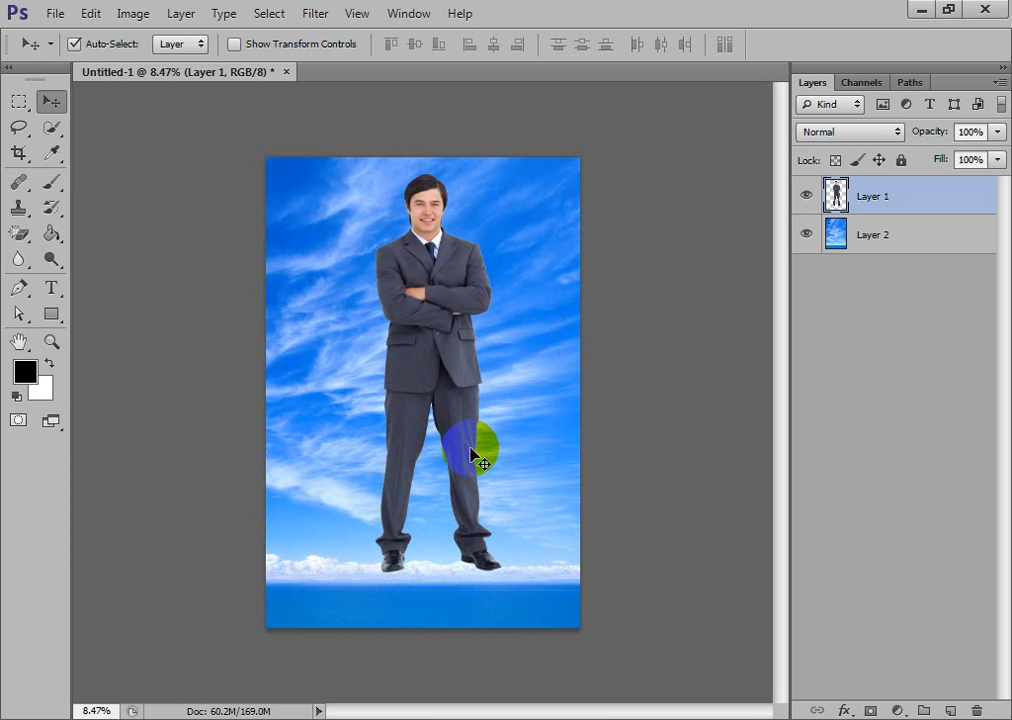 Ps File Edit Image Layer Type Select Filter View Window Help
Auto-Select: Layer Show Transform Controls
Untitled-1 @ 8.47% (Layer 1, RGB/8) * ×
Layers Channels Paths
Kind
Normal Opacity: 100%
Lock: Fill: 100%
Layer 1
Layer 2
8.47% Doc: 60.2M/169.0M
fx